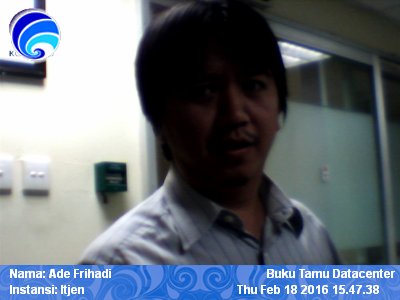 Nama: Ade Frihadi
Buku Tamu Datacenter
Instansi: Itjen
Thu Feb 18 2016 15.47.38